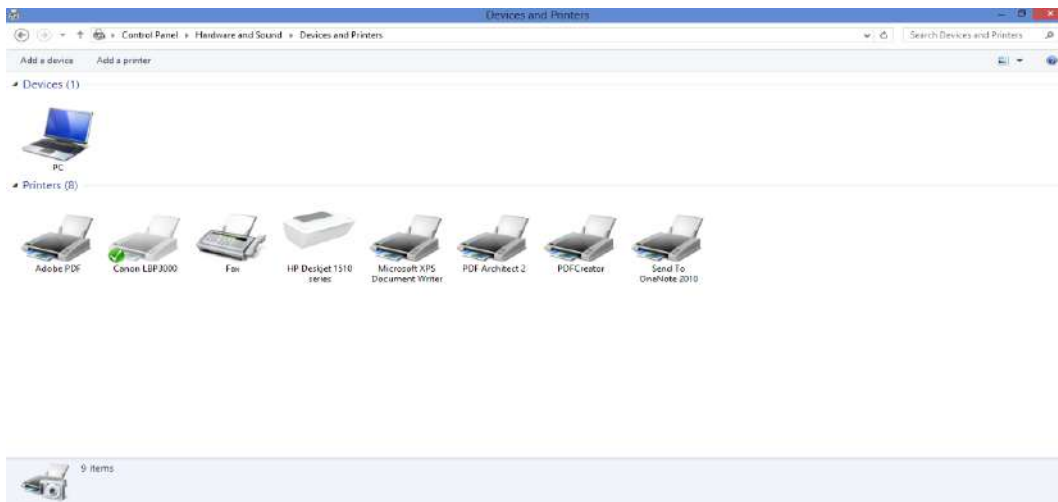 Devices and Printers
Control Panel Hardware and Sound Devices and Printers
Search Devices and Printers
Add a device Add a printer
Devices (1)
PC
Printers (8)
Adobe PDF
Canon LBP3000
Fax
HP Deskjet 1510
series
Microsoft XPS
Document Writer
PDF Architect 2
PDFCreator
Send To
OneNote 2010
9 items